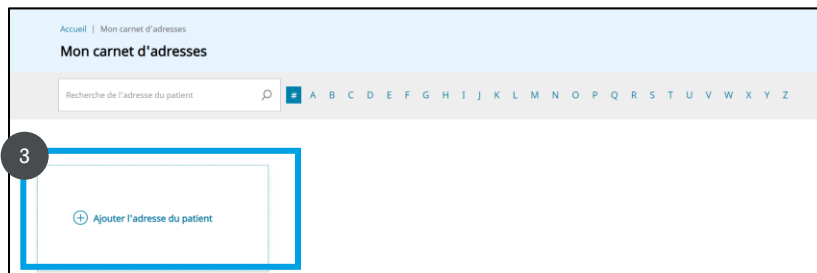 Accueil | Mon carnet d'adresses
Mon carnet d'adresses
Recherche de l'adresse du patient # A B C D E F G H I J K L M N O P Q R S T U V W X Y Z
3
Ajouter l'adresse du patient